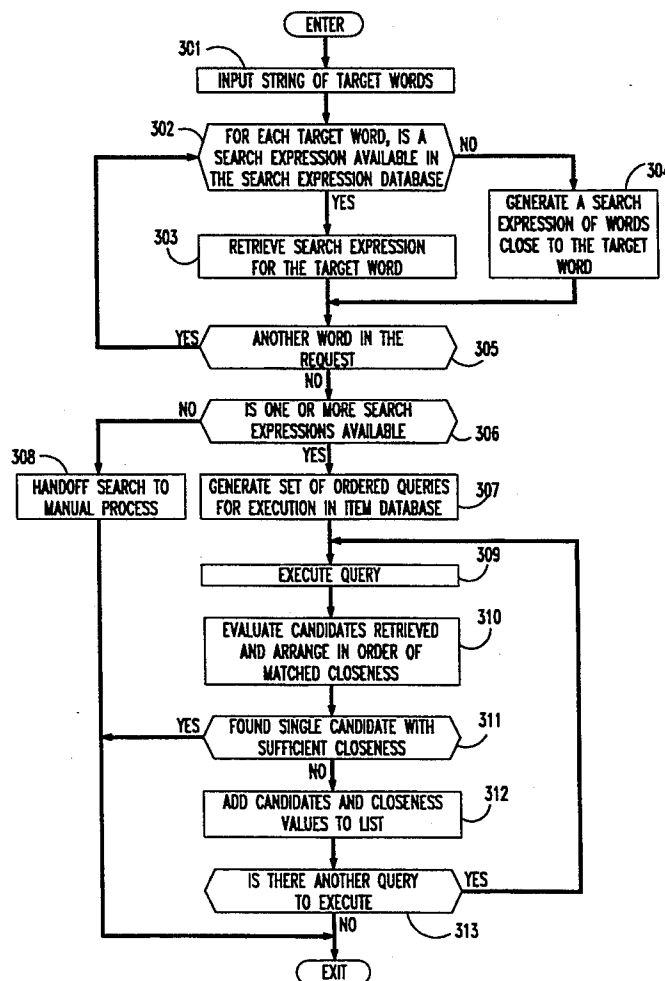 ENTER
301
INPUT STRING OF TARGET WORDS
302
FOR EACH TARGET WORD, IS A
SEARCH EXPRESSION AVAILABLE IN
THE SEARCH EXPRESSION DATABASE
NO
YES
304
GENERATE A SEARCH
EXPRESSION OF WORDS
CLOSE TO THE TARGET
WORD
303
RETRIEVE SEARCH EXPRESSION
FOR THE TARGET WORD
YES
ANOTHER WORD IN THE
REQUEST
305
NO
NO
IS ONE OR MORE SEARCH
EXPRESSIONS AVAILABLE
306
YES
308
HANDOFF SEARCH TO
MANUAL PROCESS
GENERATE SET OF ORDERED QUERIES
FOR EXECUTION IN ITEM DATABASE
307
EXECUTE QUERY
309
EVALUATE CANDIDATES RETRIEVED
AND ARRANGE IN ORDER OF
MATCHED CLOSENESS
310
YES
FOUND SINGLE CANDIDATE WITH
SUFFICIENT CLOSENESS
311
NO
ADD CANDIDATES AND CLOSENESS
VALUES TO LIST
312
IS THERE ANOTHER QUERY
TO EXECUTE
YES
313
NO
EXIT